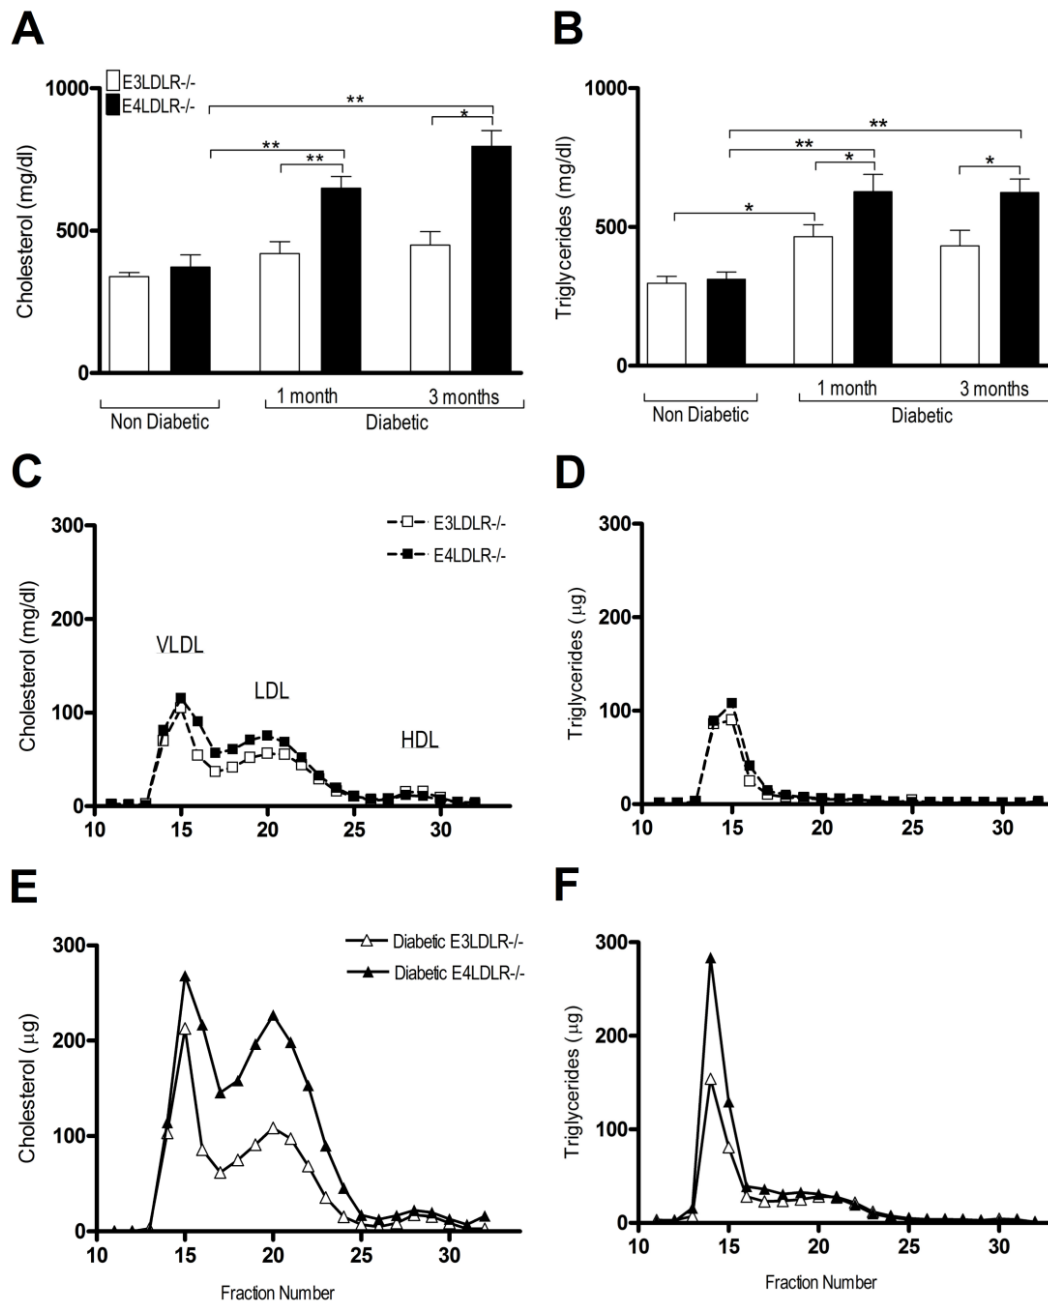 A
B
E3LDLR-/-
E4LDLR-/-
1000
500
0
Cholesterol (mg/dl)
**
*
**
**
1 month
3 months
Non Diabetic
Diabetic
1000
500
0
Triglycerides (mg/dl)
**
**
*
*
*
1 month
3 months
Non Diabetic
Diabetic
C
D
300
200
100
0
Cholesterol (mg/dl)
E3LDLR-/-
E4LDLR-/-
VLDL
LDL
HDL
10 15 20 25 30
300
200
100
0
Triglycerides (µg)
10 15 20 25 30
E
F
300
200
100
0
Cholesterol (µg)
Diabetic E3LDLR-/-
Diabetic E4LDLR-/-
10 15 20 25 30
Fraction Number
300
200
100
0
Triglycerides (µg)
10 15 20 25 30
Fraction Number